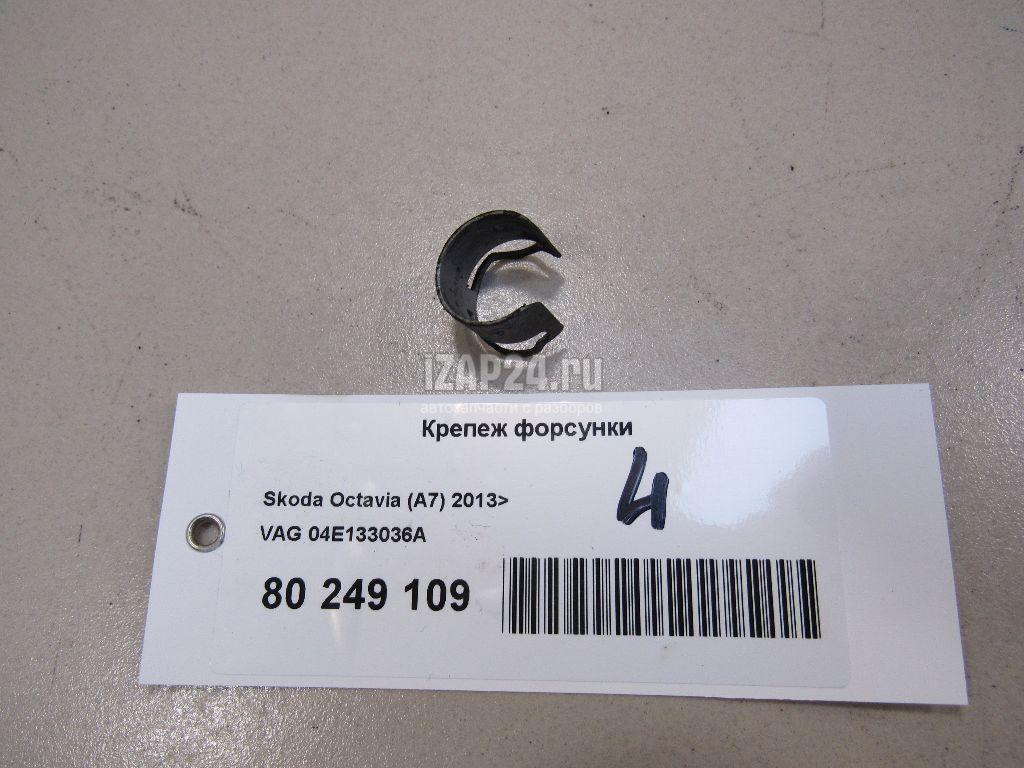 iZAP24.ru
автозапчасти с разборов
Крепеж форсунки
4
Skoda Octavia (A7) 2013>
VAG 04E133036A
80 249 109